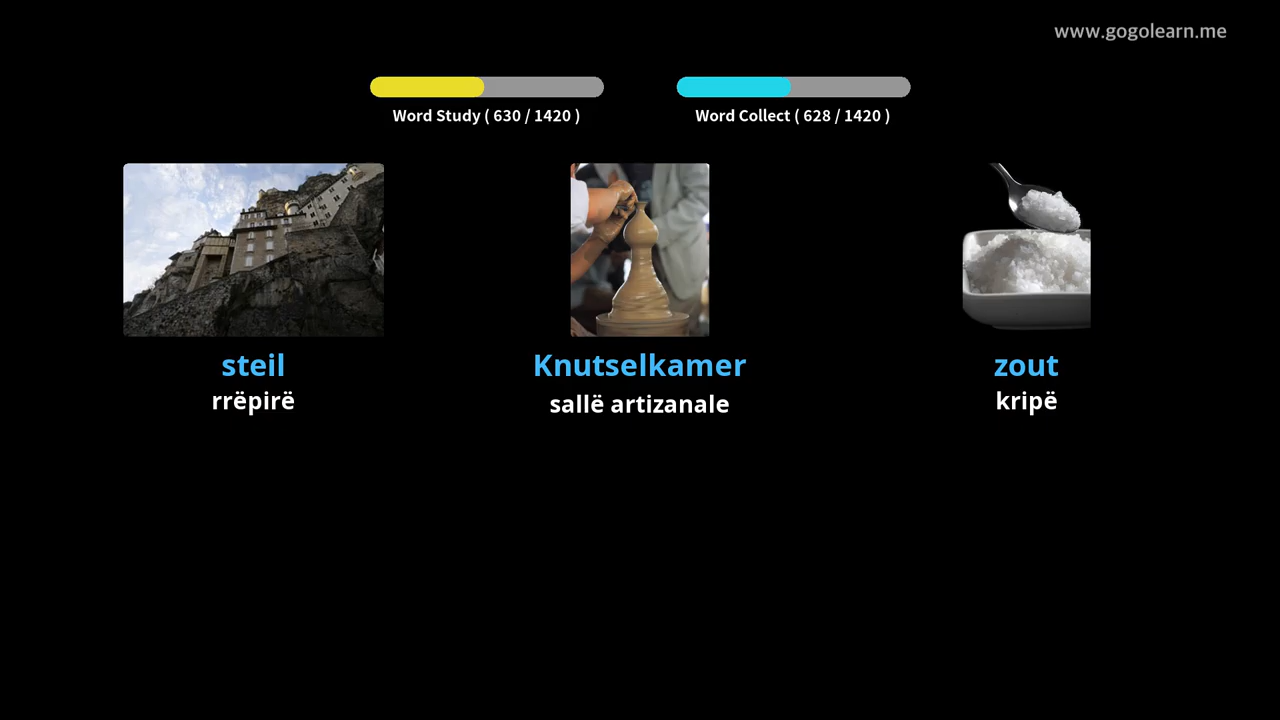 www.gogolearn.me
Word Study ( 630 / 1420 )
Word Collect ( 628 / 1420 )
steil
rrëpirë
Knutselkamer
sallë artizanale
zout
kripë